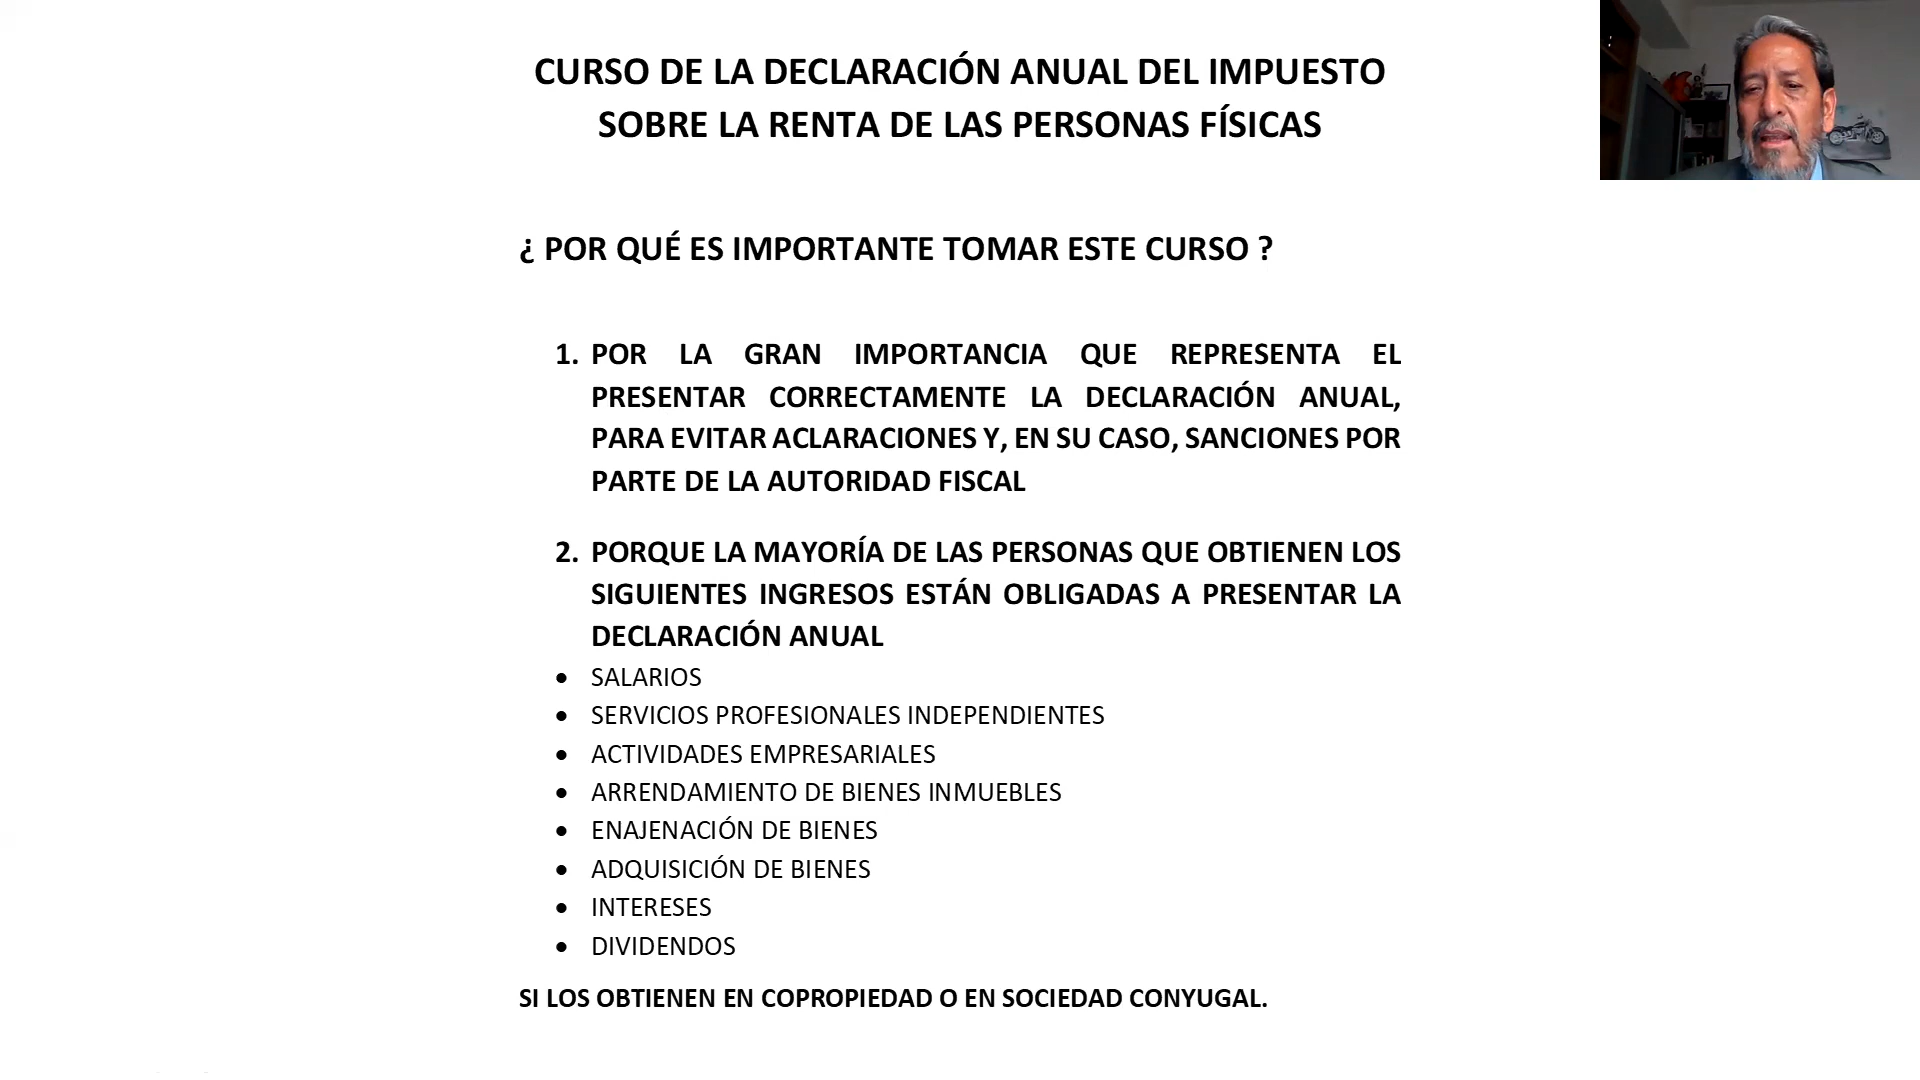 CURSO DE LA DECLARACIÓN ANUAL DEL IMPUESTO
SOBRE LA RENTA DE LAS PERSONAS FÍSICAS
¿ POR QUÉ ES IMPORTANTE TOMAR ESTE CURSO ?
1. POR LA GRAN IMPORTANCIA QUE REPRESENTA EL
PRESENTAR CORRECTAMENTE LA DECLARACIÓN ANUAL,
PARA EVITAR ACLARACIONES Y, EN SU CASO, SANCIONES POR
PARTE DE LA AUTORIDAD FISCAL
2. PORQUE LA MAYORÍA DE LAS PERSONAS QUE OBTIENEN LOS
SIGUIENTES INGRESOS ESTÁN OBLIGADAS A PRESENTAR LA
DECLARACIÓN ANUAL
• SALARIOS
• SERVICIOS PROFESIONALES INDEPENDIENTES
• ACTIVIDADES EMPRESARIALES
• ARRENDAMIENTO DE BIENES INMUEBLES
• ENAJENACIÓN DE BIENES
• ADQUISICIÓN DE BIENES
• INTERESES
• DIVIDENDOS
SI LOS OBTIENEN EN COPROPIEDAD O EN SOCIEDAD CONYUGAL.